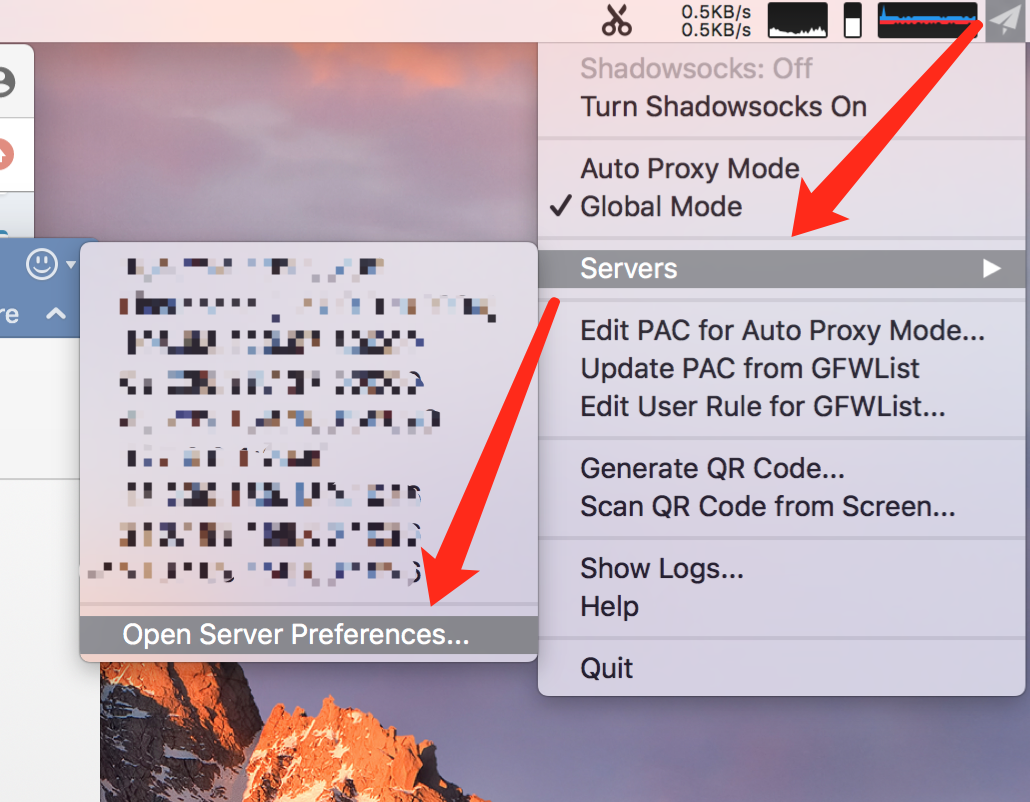 0.5KB/s
0.5KB/s
Shadowsocks: Off
Turn Shadowsocks On
Auto Proxy Mode
Global Mode
Servers
Edit PAC for Auto Proxy Mode...
Update PAC from GFWList
Edit User Rule for GFWList...
Generate QR Code...
Scan QR Code from Screen...
Show Logs...
Help
Quit
re
Open Server Preferences...